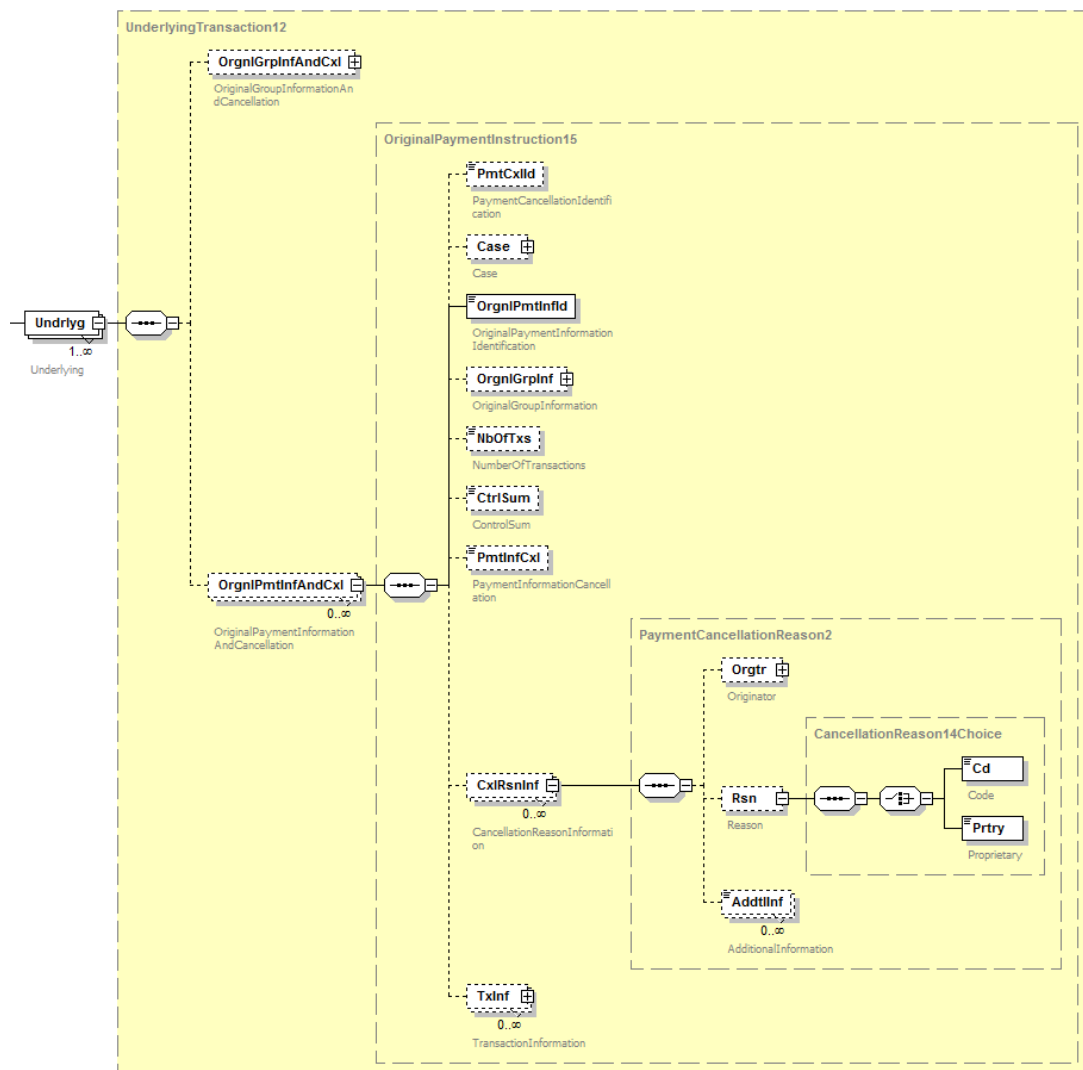 UnderlyingTransaction12
OrgnlGrpInfAndCxl
OriginalGroupInformationAn
dCancellation
OriginalPaymentInstruction15
PmtCxlId
PaymentCancellationIdentifi
cation
Case
Case
OrgnlPmtInfId
OriginalPaymentInformation
Identification
Undrlyg
1..∞
Underlying
OrgnlGrpInf
OriginalGroupInformation
NbOfTxs
NumberOfTransactions
CtrlSum
ControlSum
PmtInfCxl
PaymentInformationCancell
ation
OrgnlPmtInfAndCxl
0..∞
OriginalPaymentInformation
AndCancellation
PaymentCancellationReason2
Orgtr
Originator
CancellationReason14Choice
Cd
Code
CxlRsnInf
0..∞
CancellationReasonInformati
on
Rsn
Reason
Prtry
Proprietary
AddtlInf
0..∞
AdditionalInformation
TxInf
0..∞
TransactionInformation